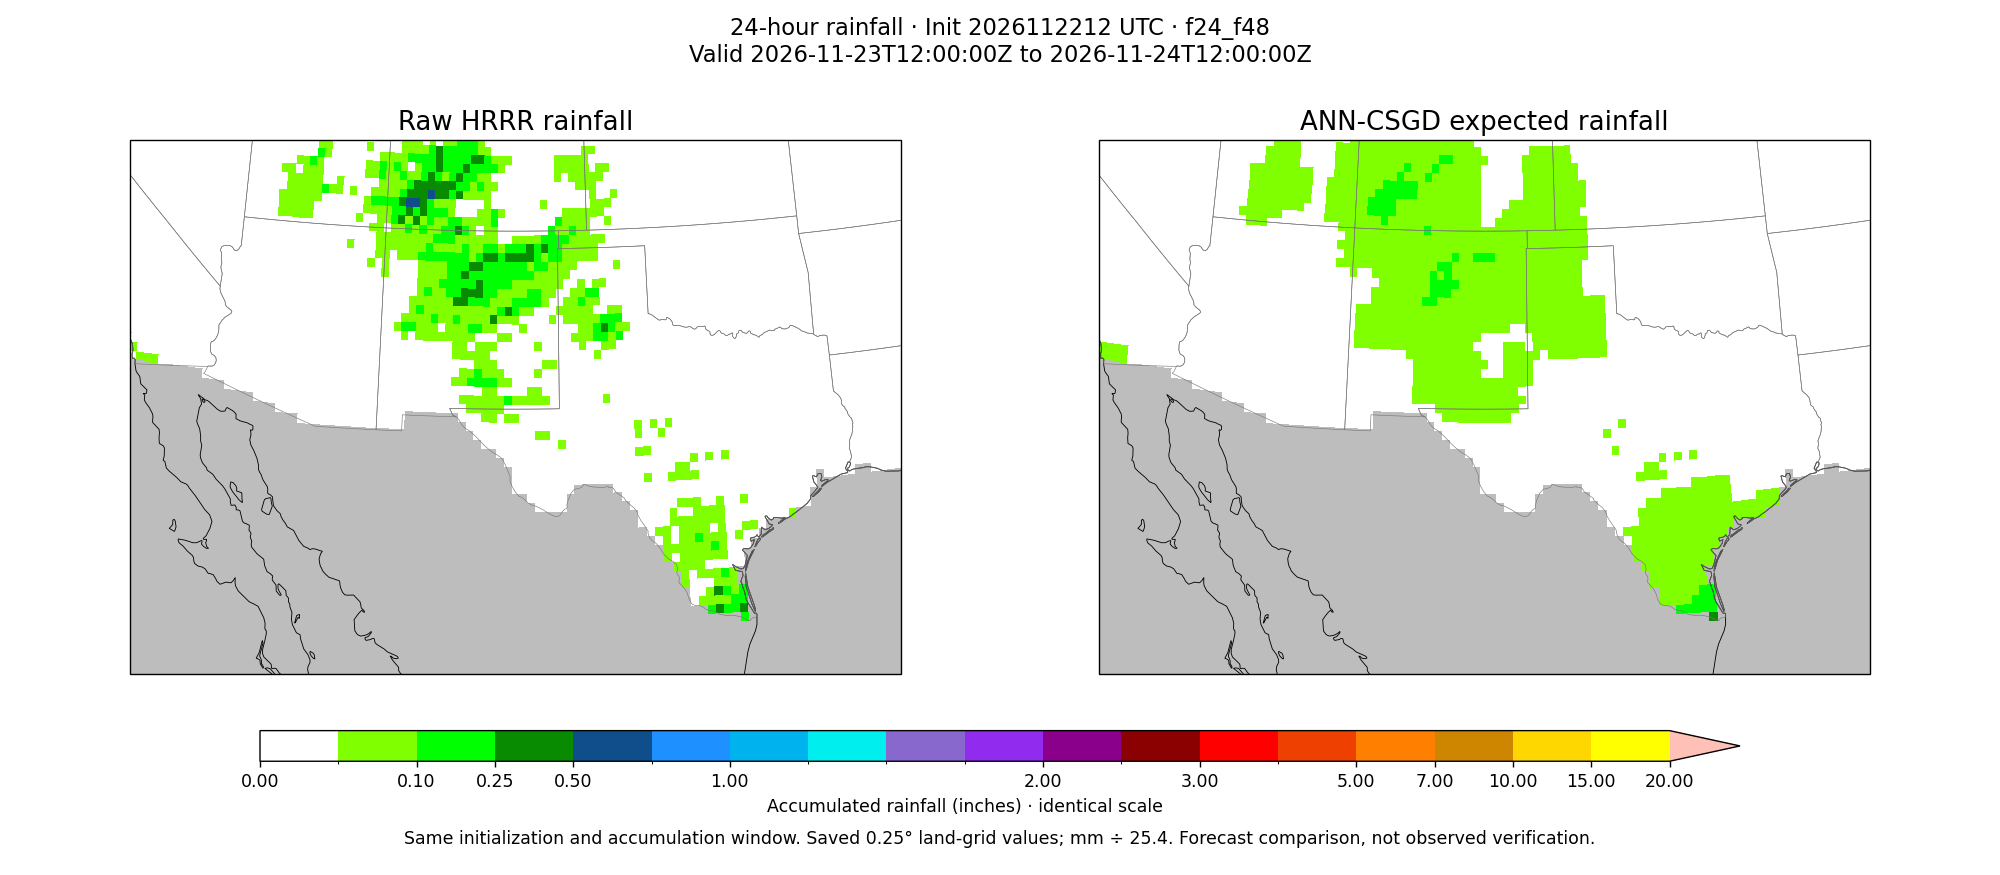 24-hour rainfall · Init 2026112212 UTC · f24_f48
Valid 2026-11-23T12:00:00Z to 2026-11-24T12:00:00Z
Raw HRRR rainfall
ANN-CSGD expected rainfall
0.00 0.10 0.25 0.50 1.00 2.00 3.00 5.00 7.00 10.00 15.00 20.00
Accumulated rainfall (inches) · identical scale
Same initialization and accumulation window. Saved 0.25° land-grid values; mm ÷ 25.4. Forecast comparison, not observed verification.